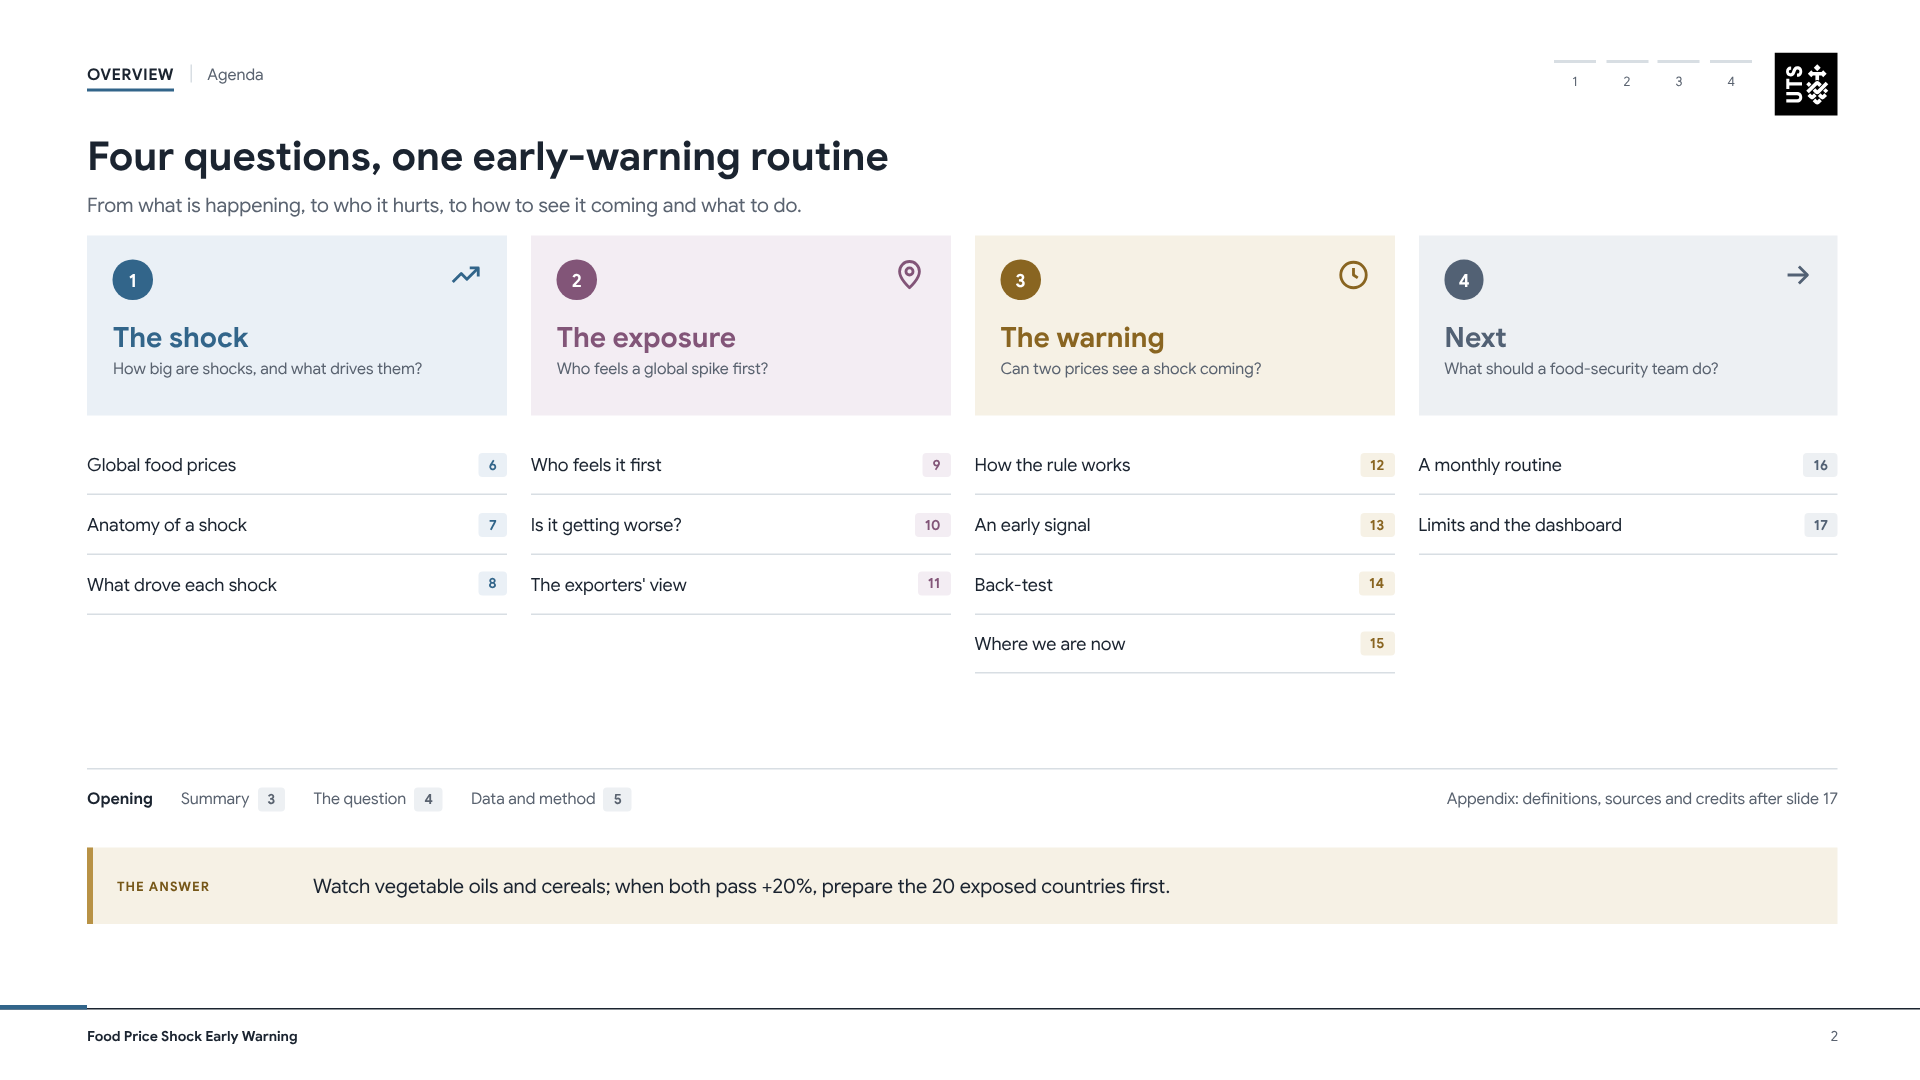 OVERVIEW
Agenda
1 2 3 4
UTS
Four questions, one early-warning routine
From what is happening, to who it hurts, to how to see it coming and what to do.
1
The shock
How big are shocks, and what drives them?
Global food prices 6
Anatomy of a shock 7
What drove each shock 8
2
The exposure
Who feels a global spike first?
Who feels it first 9
Is it getting worse? 10
The exporters' view 11
3
The warning
Can two prices see a shock coming?
How the rule works 12
An early signal 13
Back-test 14
Where we are now 15
4
Next
What should a food-security team do?
A monthly routine 16
Limits and the dashboard 17
Opening Summary 3 The question 4 Data and method 5
Appendix: definitions, sources and credits after slide 17
THE ANSWER
Watch vegetable oils and cereals; when both pass +20%, prepare the 20 exposed countries first.
Food Price Shock Early Warning
2